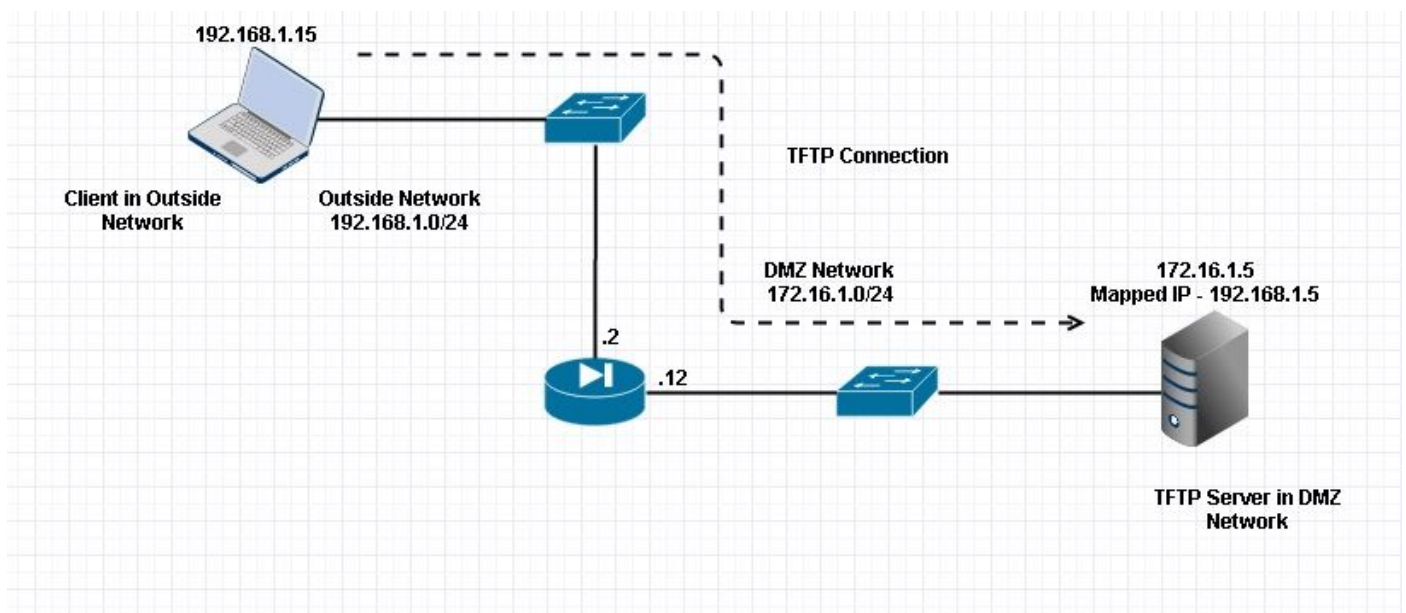 192.168.1.15
Client in Outside
Network
Outside Network
192.168.1.0/24
TFTP Connection
DMZ Network
172.16.1.0/24
172.16.1.5
Mapped IP - 192.168.1.5
.2
.12
TFTP Server in DMZ
Network